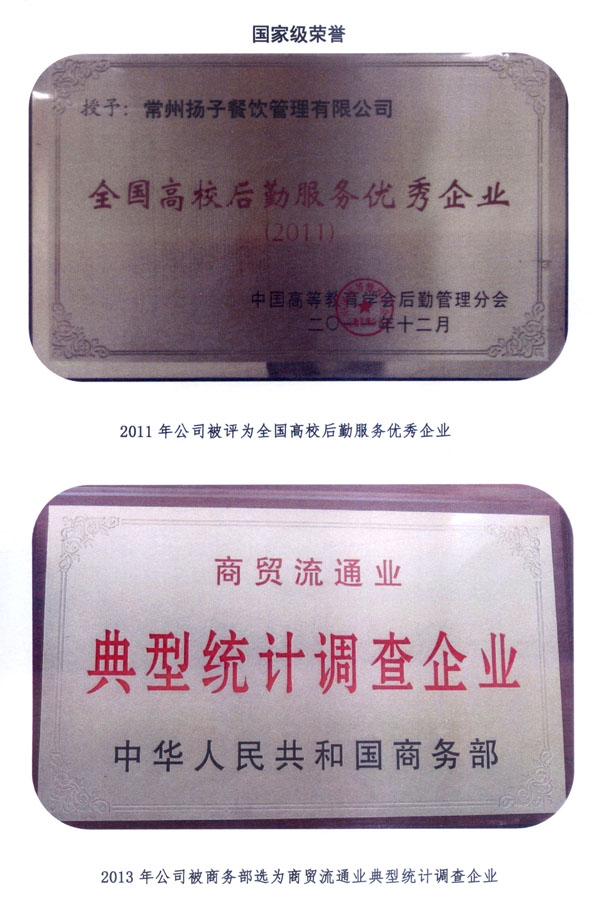 国家级荣誉
授予：常州扬子餐饮管理有限公司
全国高校后勤服务优秀企业
(2011)
中国高等教育学会后勤管理分会
二〇一一年十二月
2011 年公司被评为全国高校后勤服务优秀企业
商贸流通业
典型统计调查企业
中华人民共和国商务部
2013 年公司被商务部选为商贸流通业典型统计调查企业